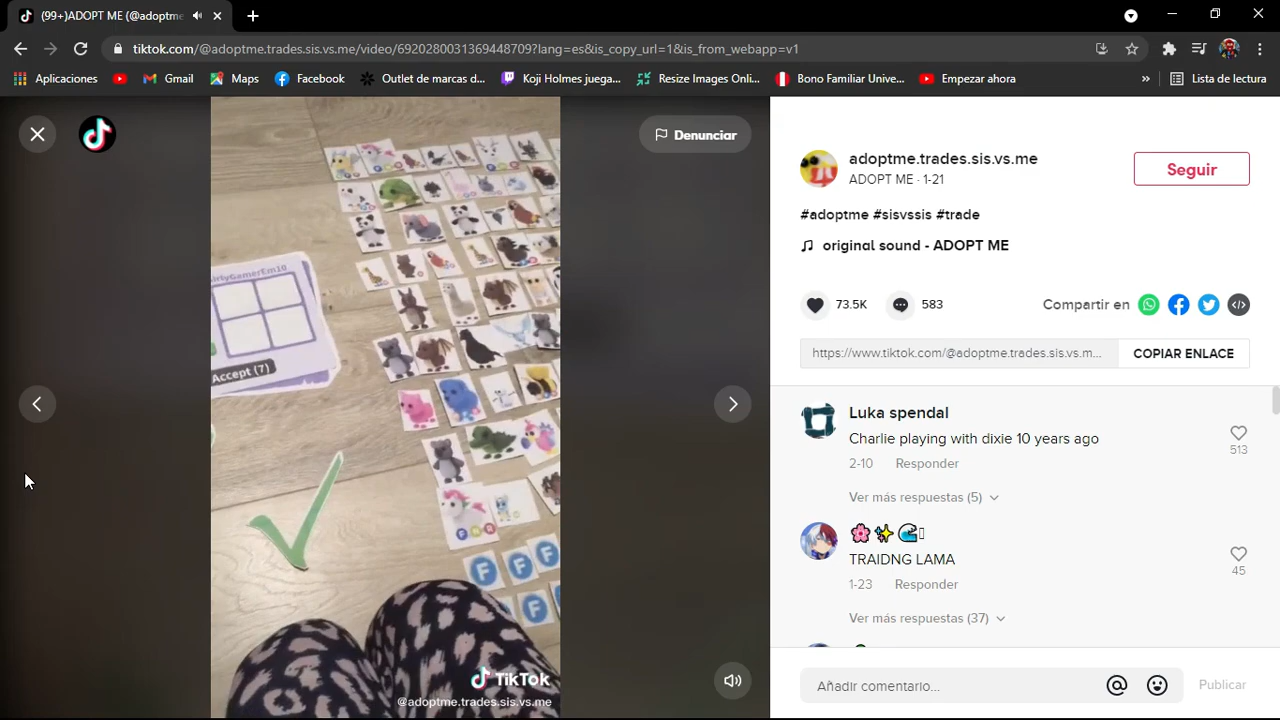 (99+)ADOPT ME (@adoptme
tiktok.com/@adoptme.trades.sis.vs.me/video/6920280031369448709?lang=es&is_copy_url=1&is_from_webapp=v1
Aplicaciones
Gmail
Maps
Facebook
Outlet de marcas d...
Koji Holmes juega...
Resize Images Onli...
Bono Familiar Unive...
Empezar ahora
»
Lista de lectura
Denunciar
adoptme.trades.sis.vs.me
ADOPT ME · 1-21
Seguir
#adoptme #sisvssis #trade
original sound - ADOPT ME
73.5K
583
Compartir en
https://www.tiktok.com/@adoptme.trades.sis.vs.m...
COPIAR ENLACE
Luka spendal
Charlie playing with dixie 10 years ago
2-10 Responder
513
Ver más respuestas (5)
TRAIDNG LAMA
1-23 Responder
45
Ver más respuestas (37)
Añadir comentario...
Publicar
Accept (7)
F N R
F F F
F
TikTok
@adoptme.trades.sis.vs.me